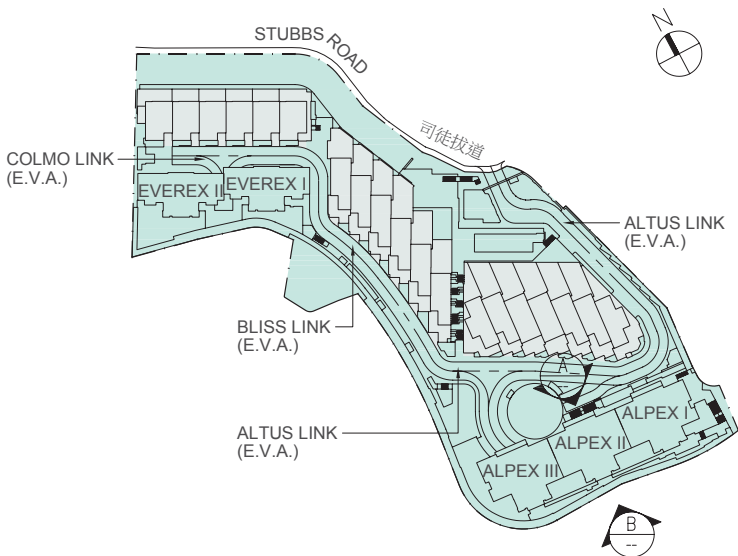 N
STUBBS ROAD
司徒拔道
COLMO LINK
(E.V.A.)
EVEREX II
EVEREX I
ALTUS LINK
(E.V.A.)
BLISS LINK
(E.V.A.)
A
--
ALTUS LINK
(E.V.A.)
ALPEX I
ALPEX II
ALPEX III
B
--